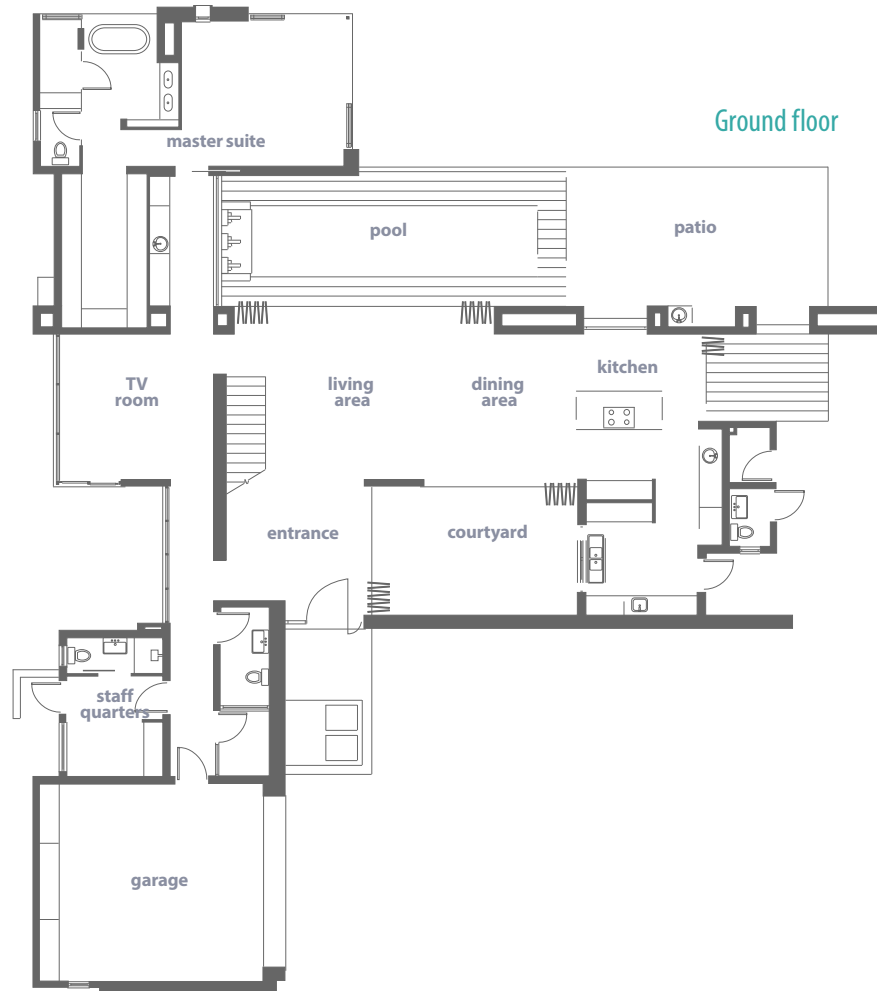 Ground floor
master suite
pool
patio
TV
room
living
area
dining
area
kitchen
entrance
courtyard
staff
quarters
garage